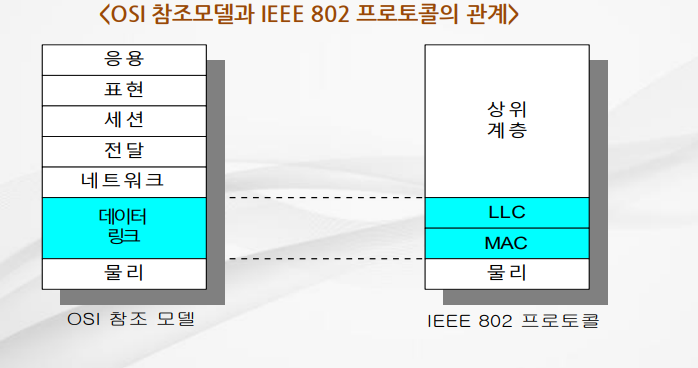 <OSI 참조모델과 IEEE 802 프로토콜의 관계>
응용
표현
세션
전달
네트워크
데이터
링크
물리
OSI 참조 모델
상위
계층
LLC
MAC
물리
IEEE 802 프로토콜